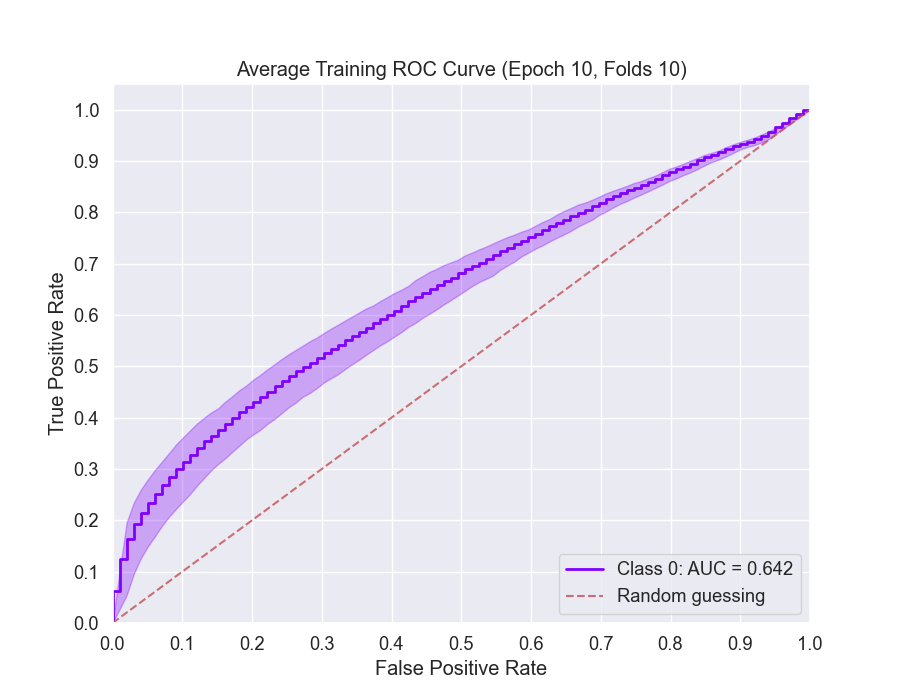 Average Training ROC Curve (Epoch 10, Folds 10)
True Positive Rate
1.0
0.9
0.8
0.7
0.6
0.5
0.4
0.3
0.2
0.1
0.0
Class 0: AUC = 0.642
Random guessing
0.0 0.1 0.2 0.3 0.4 0.5 0.6 0.7 0.8 0.9 1.0
False Positive Rate